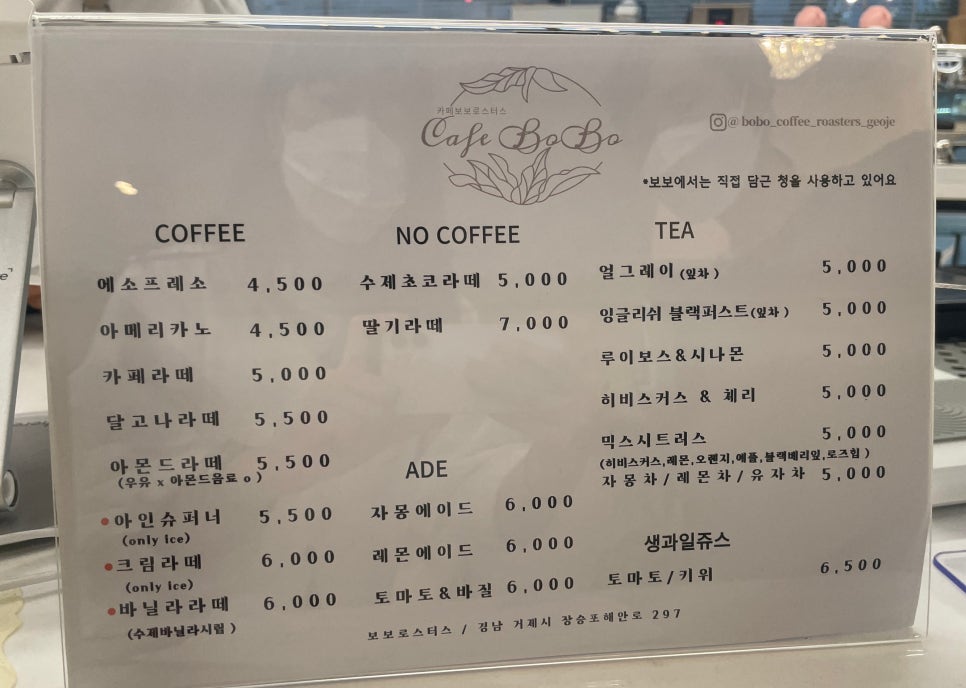 카페보보로스터스
Cafe BoBo
@bobo_coffee_roasters_geoje
*보보에서는 직접 담근 청을 사용하고 있어요
COFFEE
에소프레소 4,500
아메리카노 4,500
카페라떼 5,000
달고나라떼 5,500
아몬드라떼 5,500
(우유 x 아몬드음료 o)
아인슈퍼너 5,500
(only Ice)
크림라떼 6,000
(only Ice)
바닐라라떼 6,000
(수제바닐라시럽)
NO COFFEE
수제초코라떼 5,000
딸기라떼 7,000
ADE
자몽에이드 6,000
레몬에이드 6,000
토마토&바질 6,000
TEA
얼그레이 (잎차) 5,000
잉글리쉬 블랙퍼스트(잎차) 5,000
루이보스&시나몬 5,000
히비스커스 & 체리 5,000
믹스시트러스 5,000
(히비스커스,레몬,오렌지,애플,블랙베리잎,로즈힙)
자몽차/레몬차/유자차 5,000
생과일쥬스
토마토/키위 6,500
보보로스터스 / 경남 거제시 장승포해안로 297